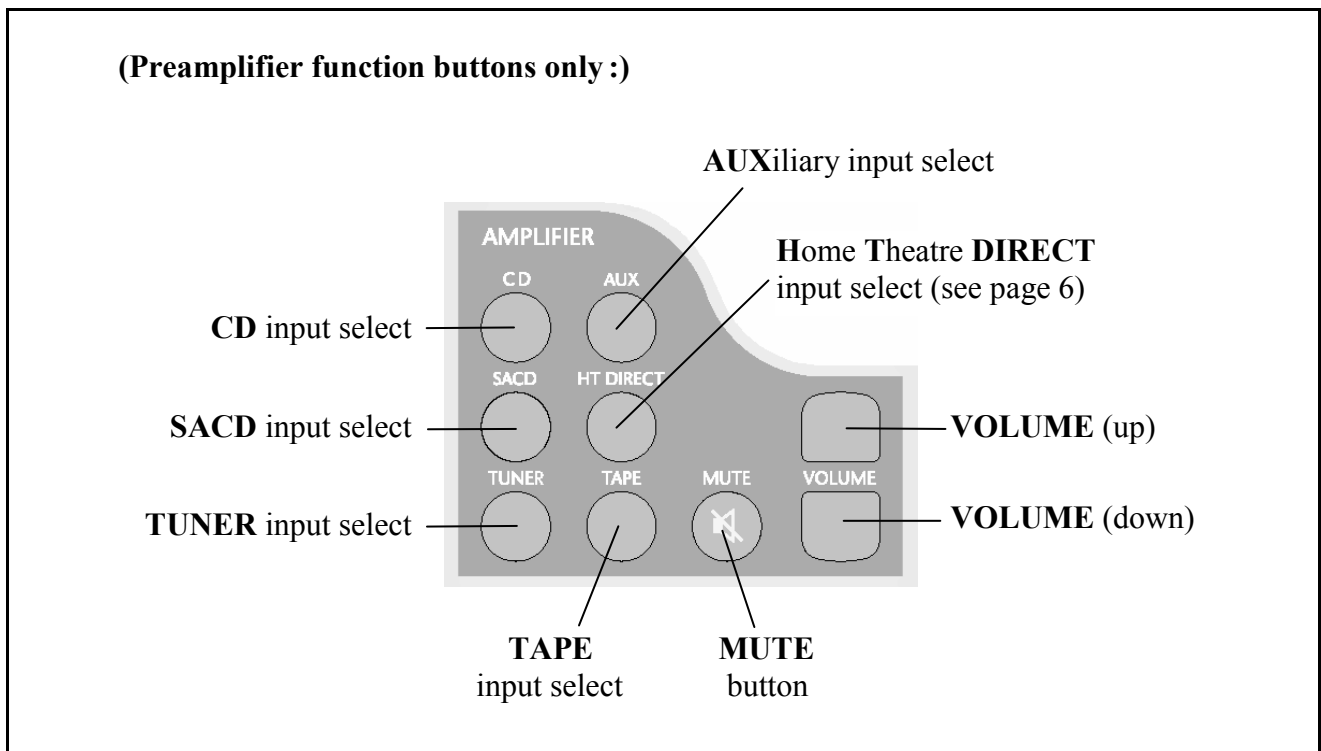 (Preamplifier function buttons only :)
AUXiliary input select
Home Theatre DIRECT
input select (see page 6)
AMPLIFIER
CD AUX
CD input select
SACD HT DIRECT
SACD input select
VOLUME (up)
TUNER TAPE MUTE VOLUME
TUNER input select
VOLUME (down)
TAPE
input select
MUTE
button